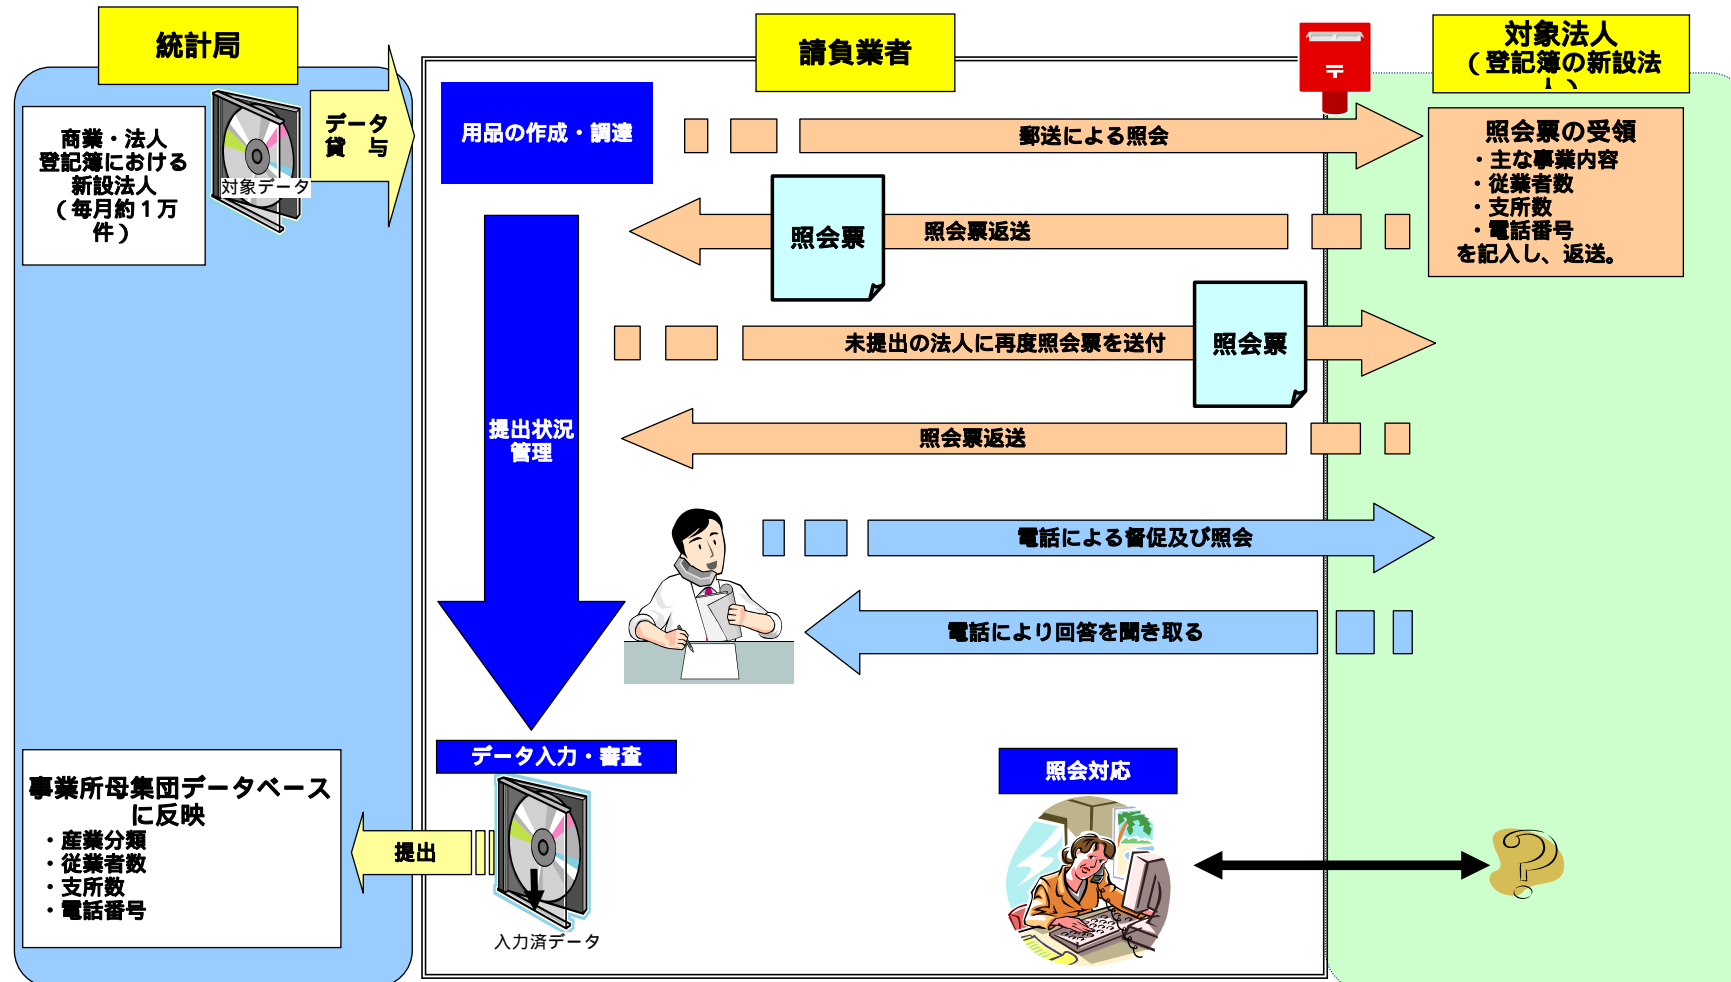 統計局
請負業者
対象法人
（登記簿の新設法
人）
商業・法人
登記簿における
新設法人
（毎月約１万
件）
対象データ
データ
貸　与
用品の作成・調達
郵送による照会
照会票の受領
・主な事業内容
・従業者数
・支所数
・電話番号
を記入し、返送。
照会票
照会票返送
未提出の法人に再度照会票を送付
照会票
提出状況
管理
照会票返送
電話による督促及び照会
電話により回答を聞き取る
データ入力・審査
照会対応
事業所母集団データベース
に反映
・産業分類
・従業者数
・支所数
・電話番号
提出
入力済データ